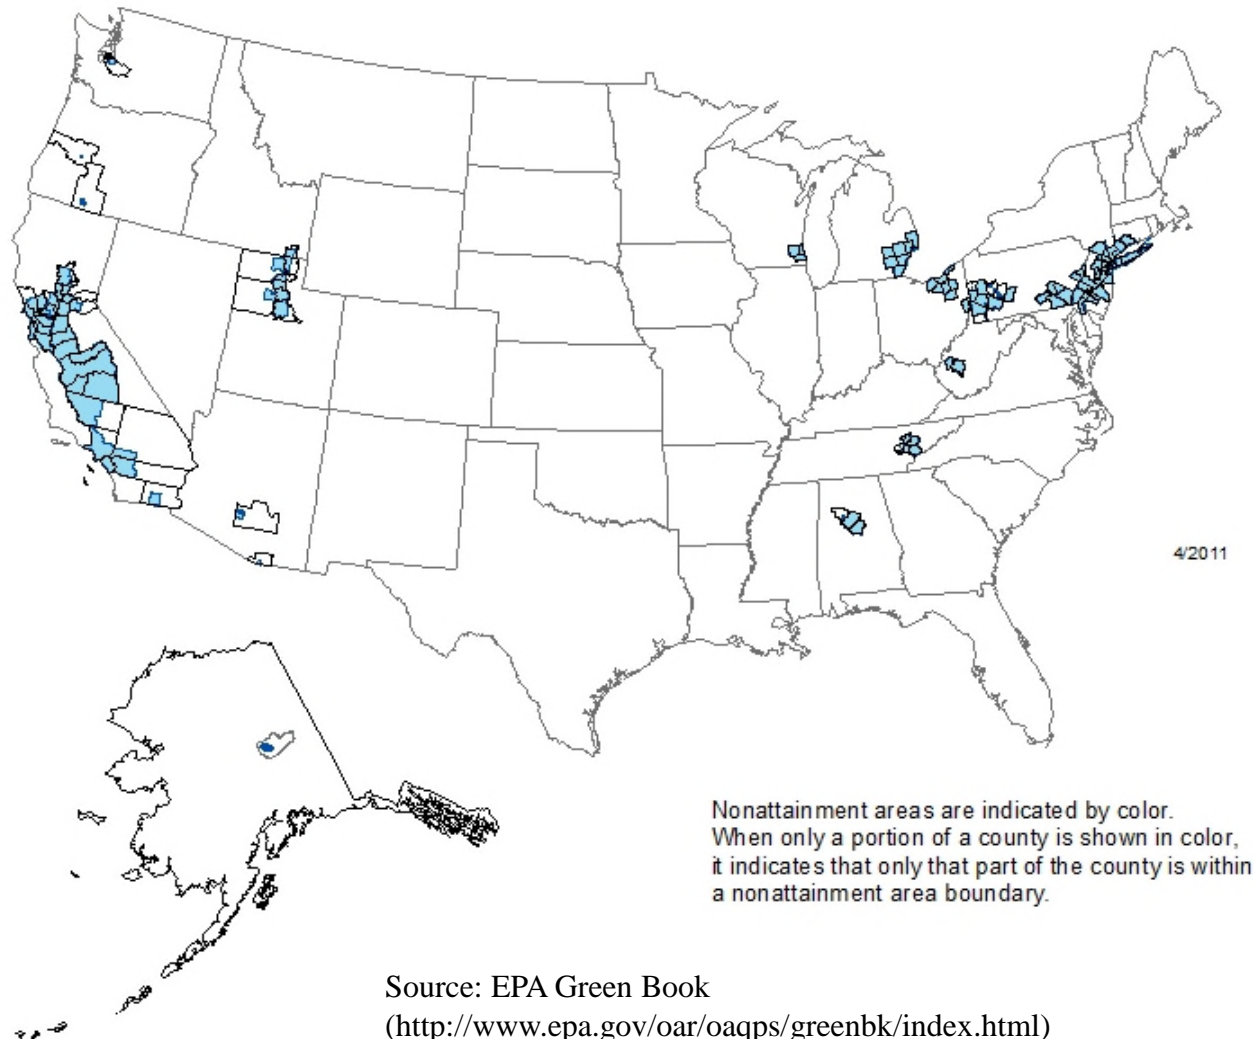 4/2011
Nonattainment areas are indicated by color.
When only a portion of a county is shown in color,
it indicates that only that part of the county is within
a nonattainment area boundary.
Source: EPA Green Book
(http://www.epa.gov/oar/oaqps/greenbk/index.html)